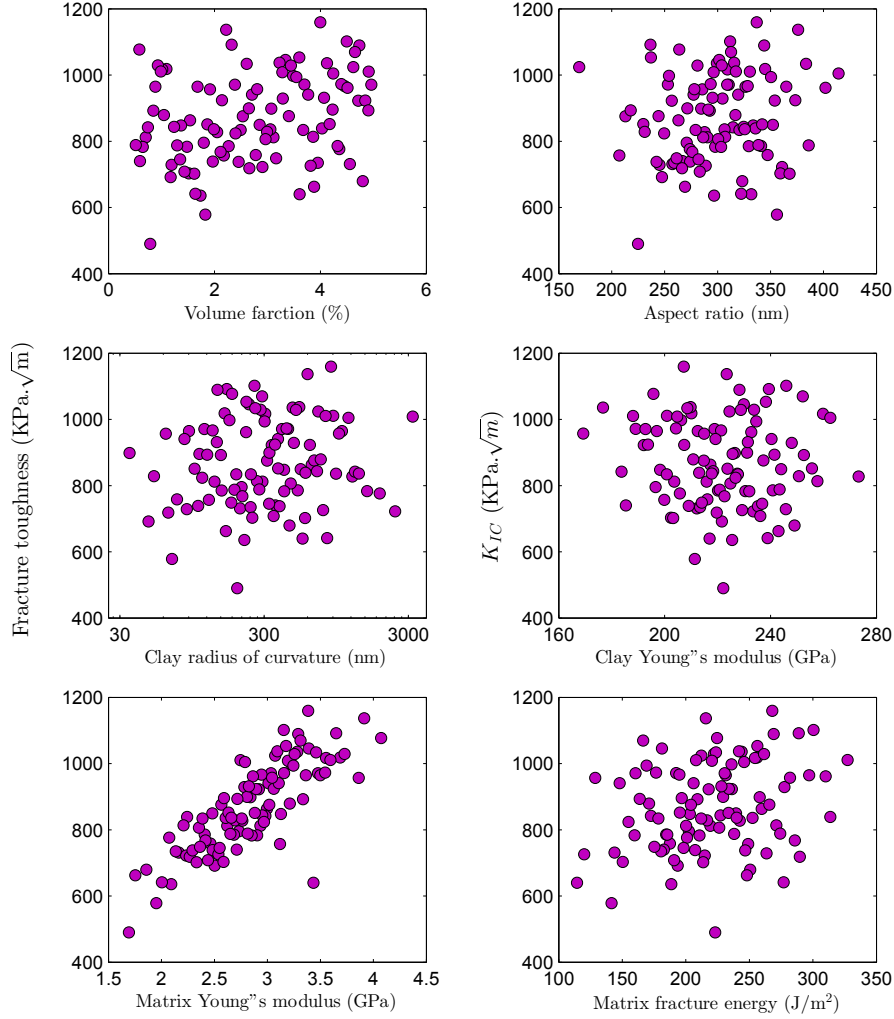 1200
1000
800
600
400
0 2 4 6
Volume farction (%)
1200
1000
800
600
400
150 200 250 300 350 400 450
Aspect ratio (nm)
Fracture toughness (KPa.√m)
1200
1000
800
600
400
30 300 3000
Clay radius of curvature (nm)
K_IC (KPa.√m)
1200
1000
800
600
400
160 200 240 280
Clay Young"s modulus (GPa)
1200
1000
800
600
400
1.5 2 2.5 3 3.5 4 4.5
Matrix Young"s modulus (GPa)
1200
1000
800
600
400
100 150 200 250 300 350
Matrix fracture energy (J/m²)